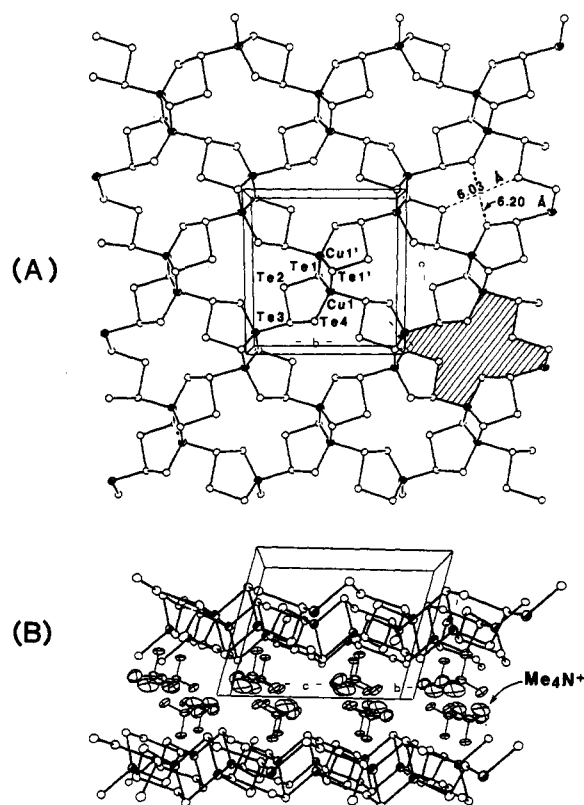 6.03 Å
6.20 Å
(A)
Cu1'
Te1
Te1'
Te2
Cu1
Te3
Te4
b
(B)
c
b
Me₄N⁺